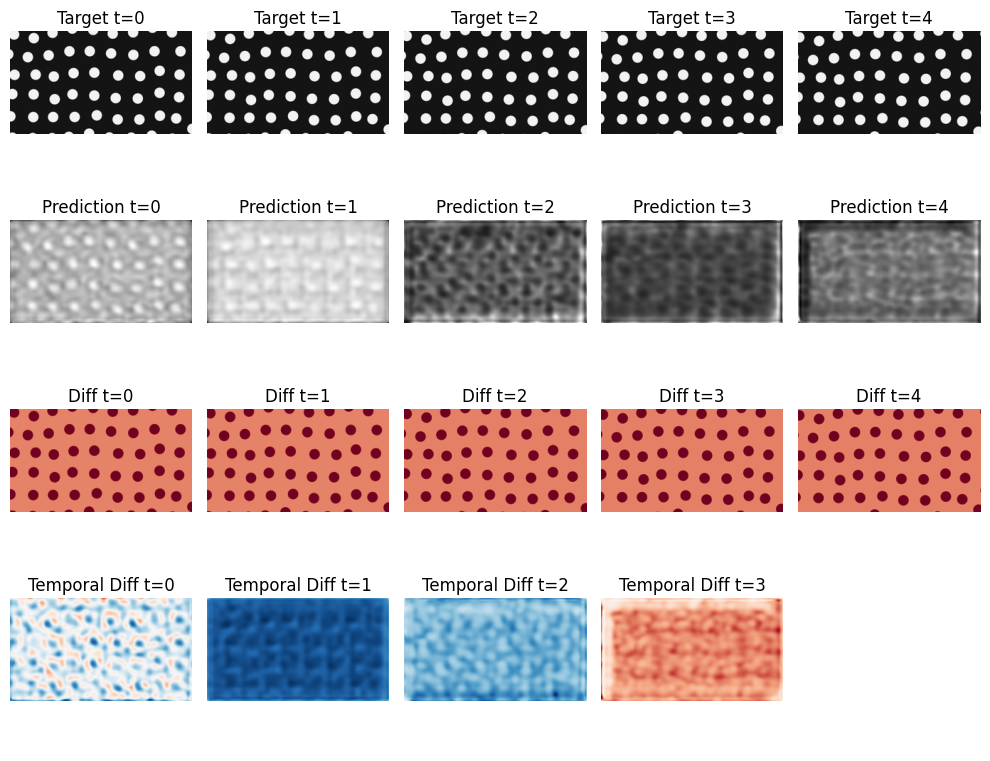 Target t=0 Target t=1 Target t=2 Target t=3 Target t=4
Prediction t=0 Prediction t=1 Prediction t=2 Prediction t=3 Prediction t=4
Diff t=0 Diff t=1 Diff t=2 Diff t=3 Diff t=4
Temporal Diff t=0 Temporal Diff t=1 Temporal Diff t=2 Temporal Diff t=3